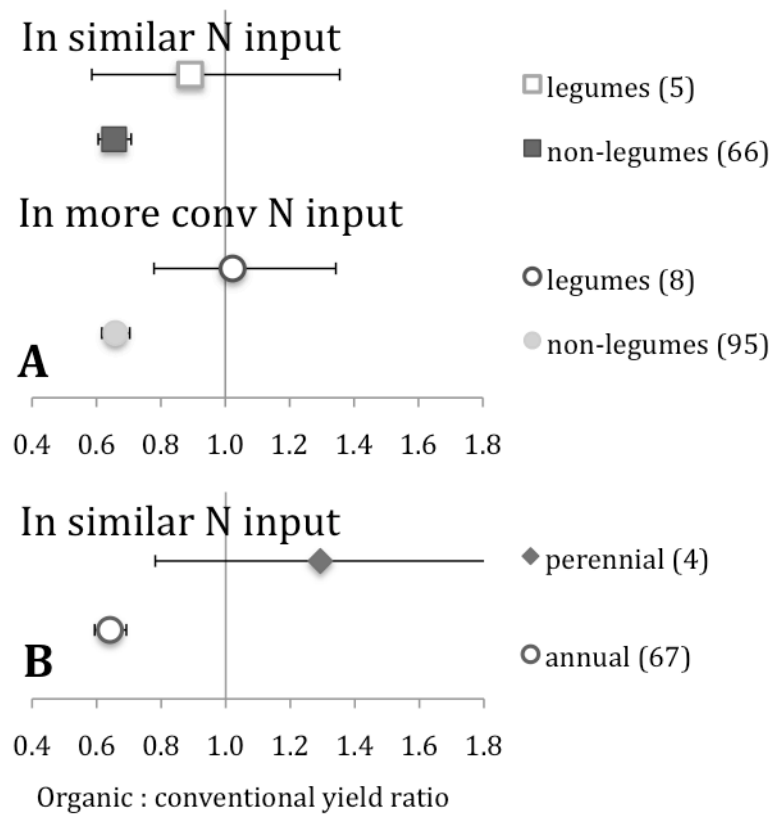 In similar N input
legumes (5)
non-legumes (66)
In more conv N input
legumes (8)
non-legumes (95)
A
0.4 0.6 0.8 1.0 1.2 1.4 1.6 1.8
In similar N input
perennial (4)
annual (67)
B
0.4 0.6 0.8 1.0 1.2 1.4 1.6 1.8
Organic : conventional yield ratio